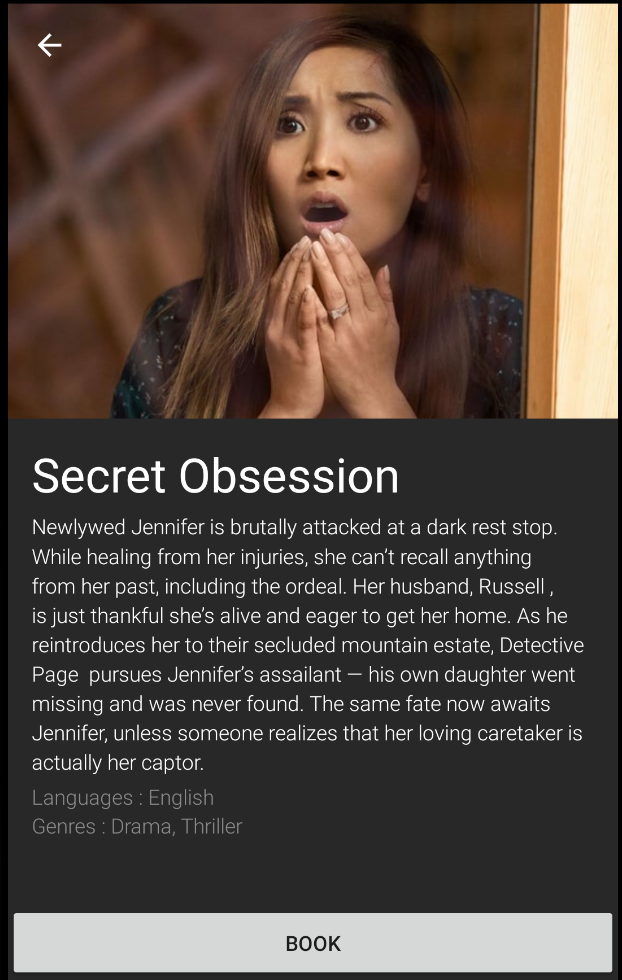 Secret Obsession
Newlywed Jennifer is brutally attacked at a dark rest stop.
While healing from her injuries, she can’t recall anything
from her past, including the ordeal. Her husband, Russell ,
is just thankful she’s alive and eager to get her home. As he
reintroduces her to their secluded mountain estate, Detective
Page  pursues Jennifer’s assailant — his own daughter went
missing and was never found. The same fate now awaits
Jennifer, unless someone realizes that her loving caretaker is
actually her captor.
Languages : English
Genres : Drama, Thriller
BOOK